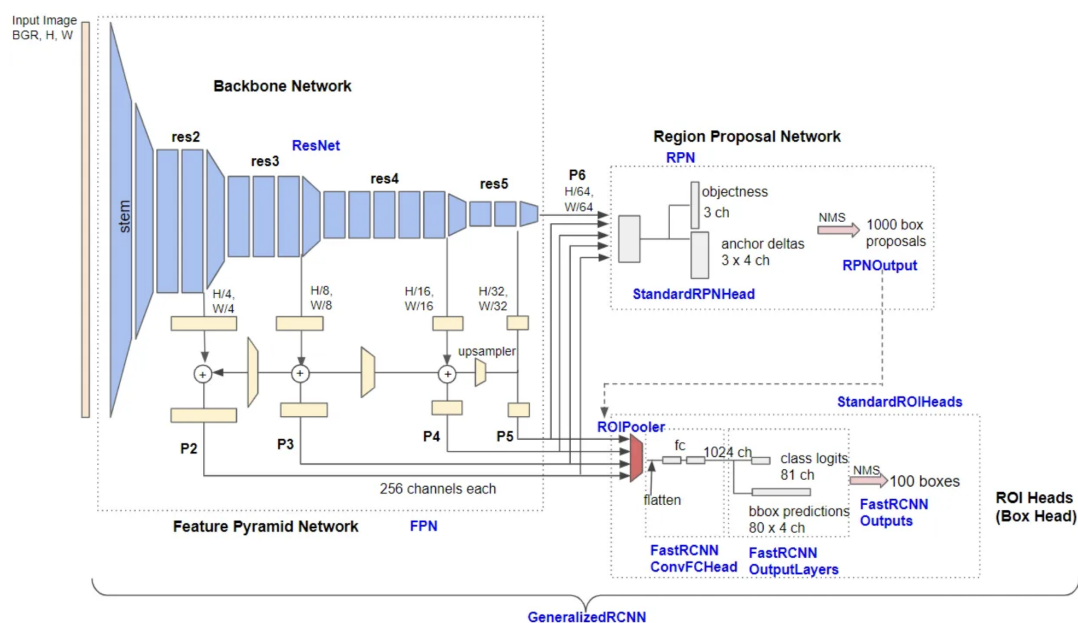 Input Image
BGR, H, W
Backbone Network
ResNet
stem
res2
res3
res4
res5
H/4,
W/4
H/8,
W/8
H/16,
W/16
H/32,
W/32
upsampler
P2
P3
P4
P5
256 channels each
Feature Pyramid Network
FPN
P6
H/64,
W/64
Region Proposal Network
RPN
objectness
3 ch
anchor deltas
3 x 4 ch
StandardRPNHead
NMS
1000 box
proposals
RPNOutput
StandardROIHeads
ROIPooler
flatten
fc
1024 ch
class logits
81 ch
bbox predictions
80 x 4 ch
NMS
100 boxes
FastRCNN
Outputs
FastRCNN
ConvFCHead
FastRCNN
OutputLayers
ROI Heads
(Box Head)
GeneralizedRCNN